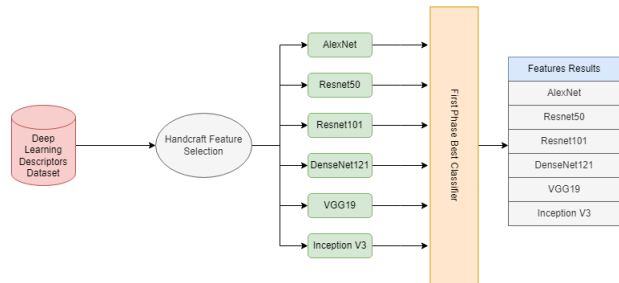 Deep
Learning
Descriptors
Dataset
Handcraft Feature
Selection
AlexNet
Resnet50
Resnet101
DenseNet121
VGG19
Inception V3
First Phase Best Classifier
Features Results
AlexNet
Resnet50
Resnet101
DenseNet121
VGG19
Inception V3